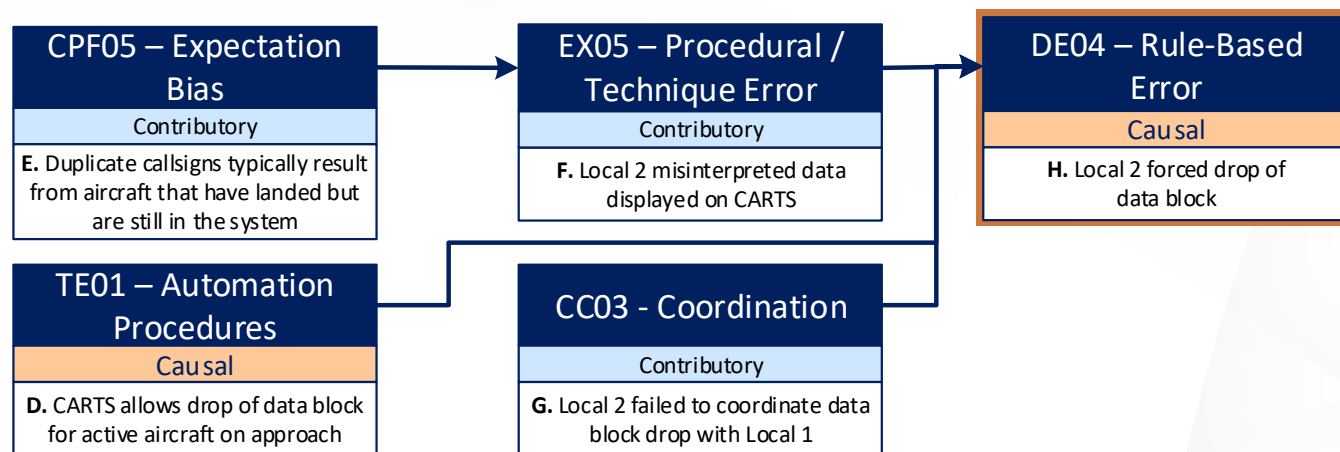 CPF05 – Expectation
Bias
Contributory
E. Duplicate callsigns typically result
from aircraft that have landed but
are still in the system
EX05 – Procedural /
Technique Error
Contributory
F. Local 2 misinterpreted data
displayed on CARTS
DE04 – Rule-Based
Error
Causal
H. Local 2 forced drop of
data block
TE01 – Automation
Procedures
Causal
D. CARTS allows drop of data block
for active aircraft on approach
CC03 - Coordination
Contributory
G. Local 2 failed to coordinate data
block drop with Local 1